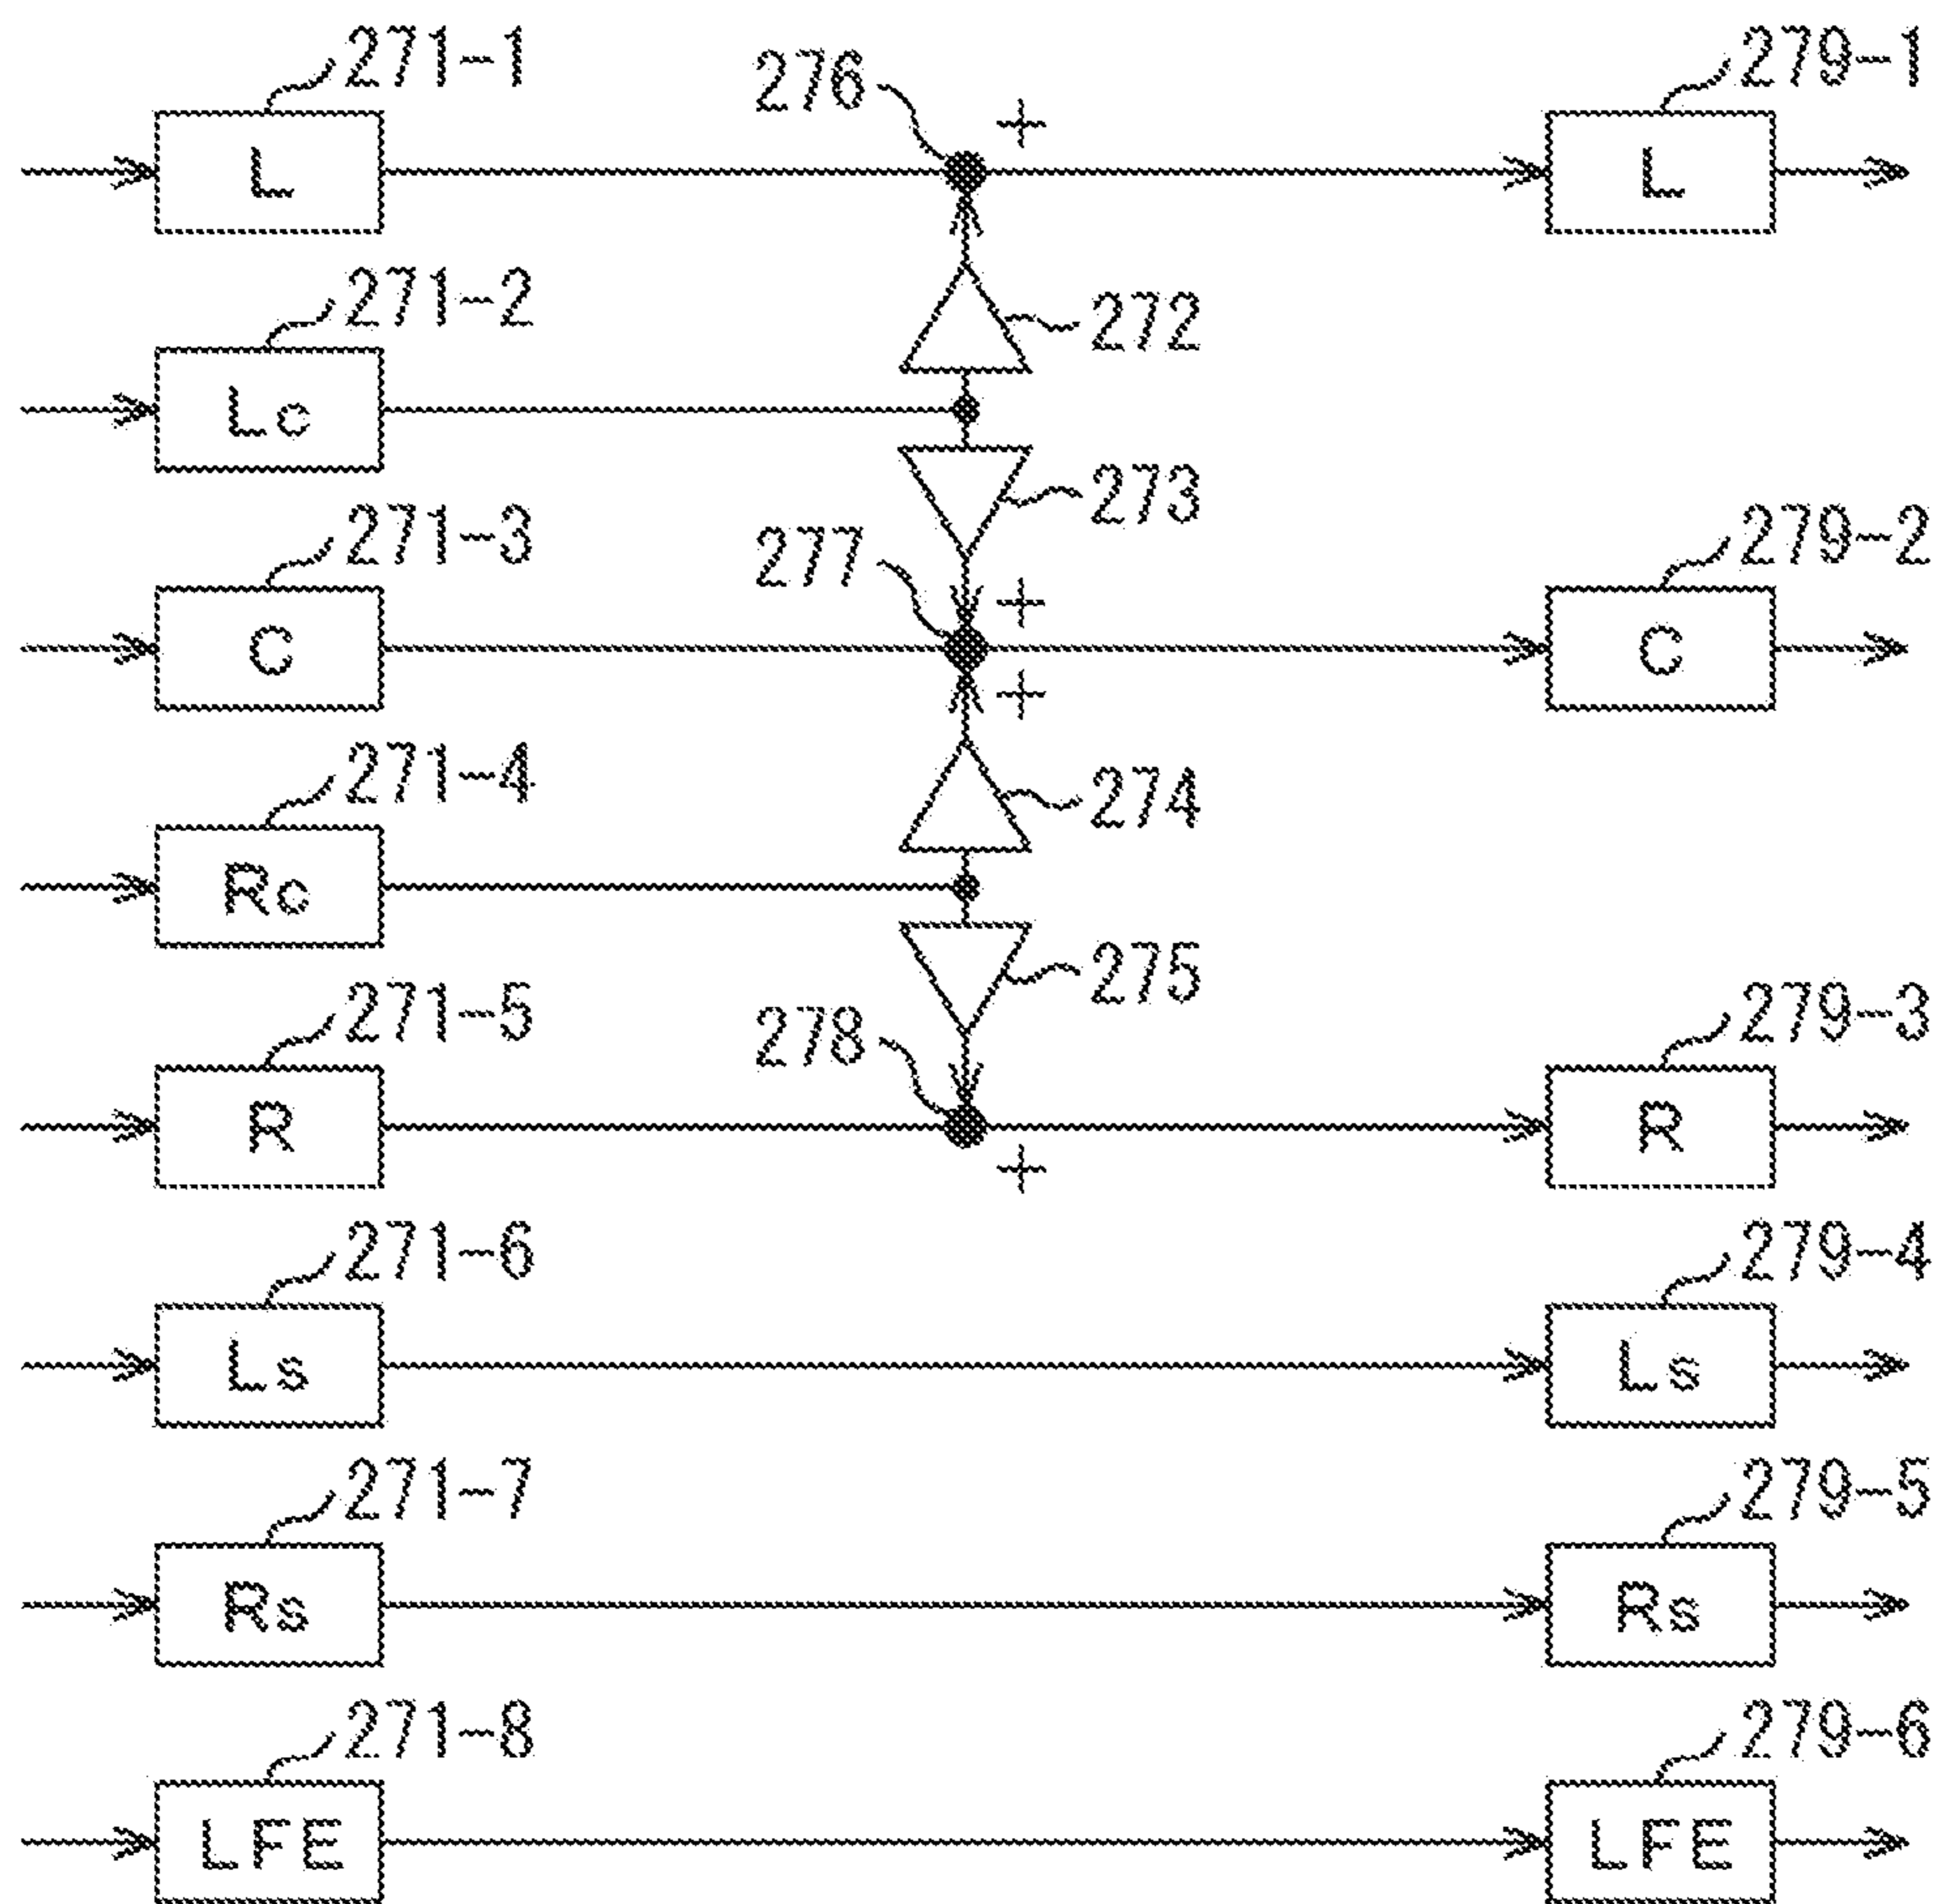 271-1 276 279-1
+
L L
271-2 272
Lc
273
271-3 277 279-2
+
C C
+
271-4 274
Rc
275
271-5 278 279-3
R R
+
271-6 279-4
Ls Ls
271-7 279-5
Rs Rs
271-8 279-6
LFE LFE